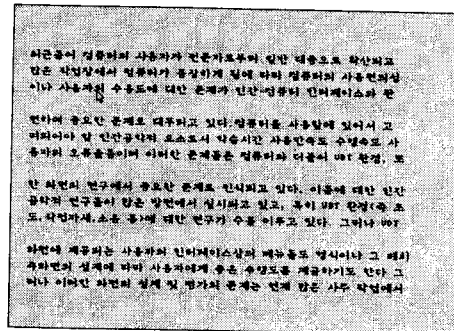 최근들어 컴퓨터의 사용자가 전문가로부터 일반 대중으로 확산되고
많은 작업장에서 컴퓨터가 등장하게 됨에 따라 컴퓨터의 사용편의성
이나 사용자의 수용도에 대한 문제가 인간-컴퓨터 인터페이스와 관
련하여 중요한 문제로 대두되고 있다. 컴퓨터를 사용함에 있어서 고
려되어야 할 인간공학적 요소로서 학습시간 사용만족도 수행속도 사
용자의 오류율등이며 이러한 문제들은 컴퓨터와 더불어 VDT 환경, 또
한 화면의 연구에서 중요한 문제로 인식되고 있다. 이들에 대한 인간
공학적 연구들이 많은 방면에서 실시되고 있고, 특히 VDT 환경(즉 조
도, 작업자세, 소음 등)에 대한 연구가 수를 이루고 있다. 그러나 VDT
화면에 제공되는 사용자의 인터페이스상의 메뉴들도 형식이나 그 배치
측화면의 설계에 따라 사용자에게 좋은 수행도를 제공하기도 한다 그
러나 이러한 화면의 설계 및 평가의 문제는 현재 많은 사무 작업에서